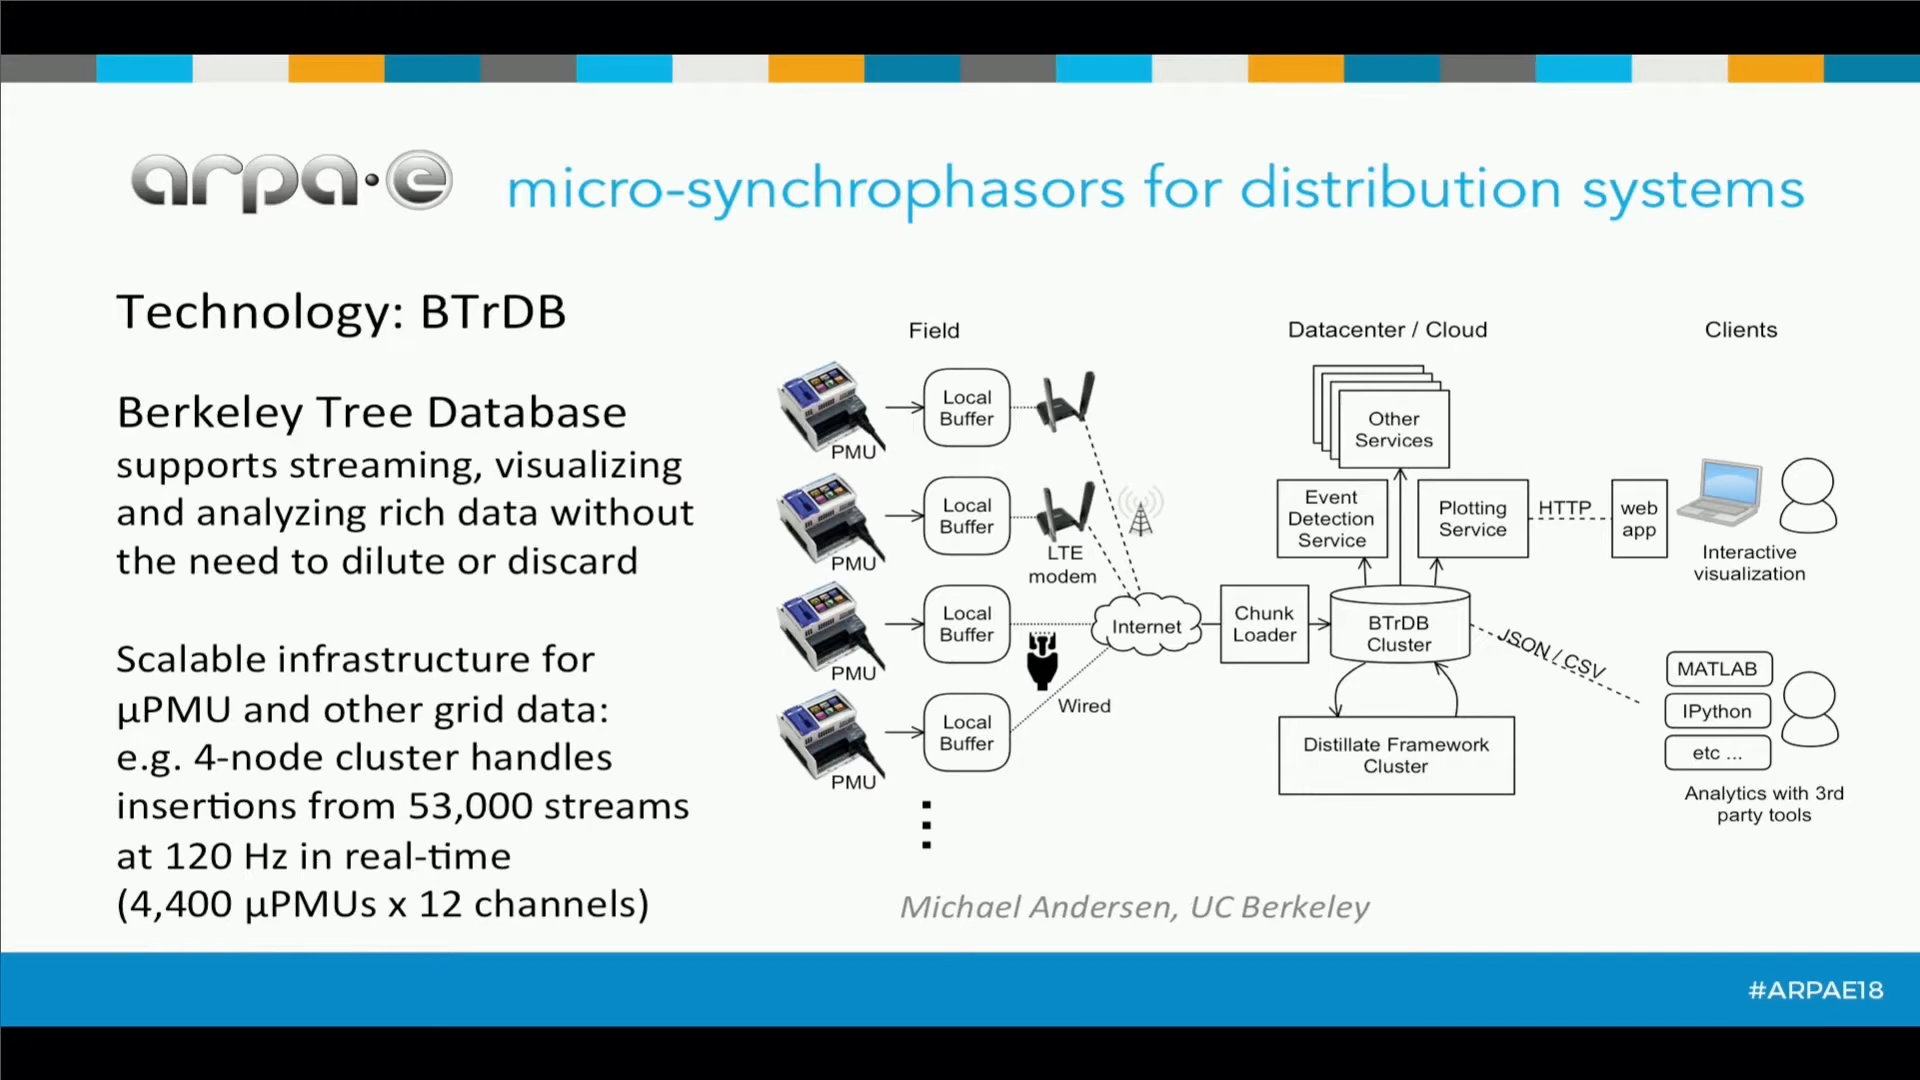 arpa·e micro-synchrophasors for distribution systems
Technology: BTrDB
Berkeley Tree Database
supports streaming, visualizing
and analyzing rich data without
the need to dilute or discard
Scalable infrastructure for
µPMU and other grid data:
e.g. 4-node cluster handles
insertions from 53,000 streams
at 120 Hz in real-time
(4,400 µPMUs x 12 channels)
Field
Datacenter / Cloud
Clients
PMU
Local
Buffer
PMU
Local
Buffer
LTE
modem
PMU
Local
Buffer
PMU
Local
Buffer
Wired
Internet
Chunk
Loader
Other
Services
Event
Detection
Service
Plotting
Service
HTTP
web
app
Interactive
visualization
BTrDB
Cluster
JSON / CSV
Distillate Framework
Cluster
MATLAB
IPython
etc ...
Analytics with 3rd
party tools
Michael Andersen, UC Berkeley
#ARPAE18